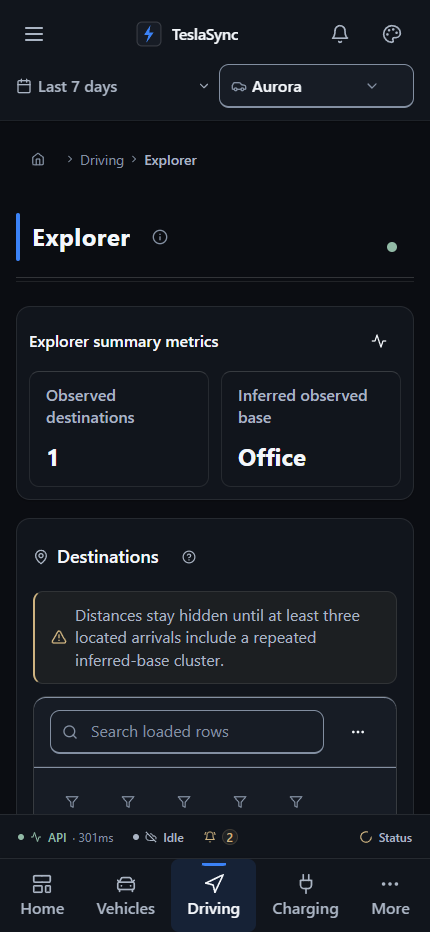 TeslaSync
Last 7 days
Aurora
Driving
Explorer
Explorer
Explorer summary metrics
Observed
destinations
1
Inferred observed
base
Office
Destinations
Distances stay hidden until at least three
located arrivals include a repeated
inferred-base cluster.
Search loaded rows
API · 301ms
Idle
2
Status
Home
Vehicles
Driving
Charging
More